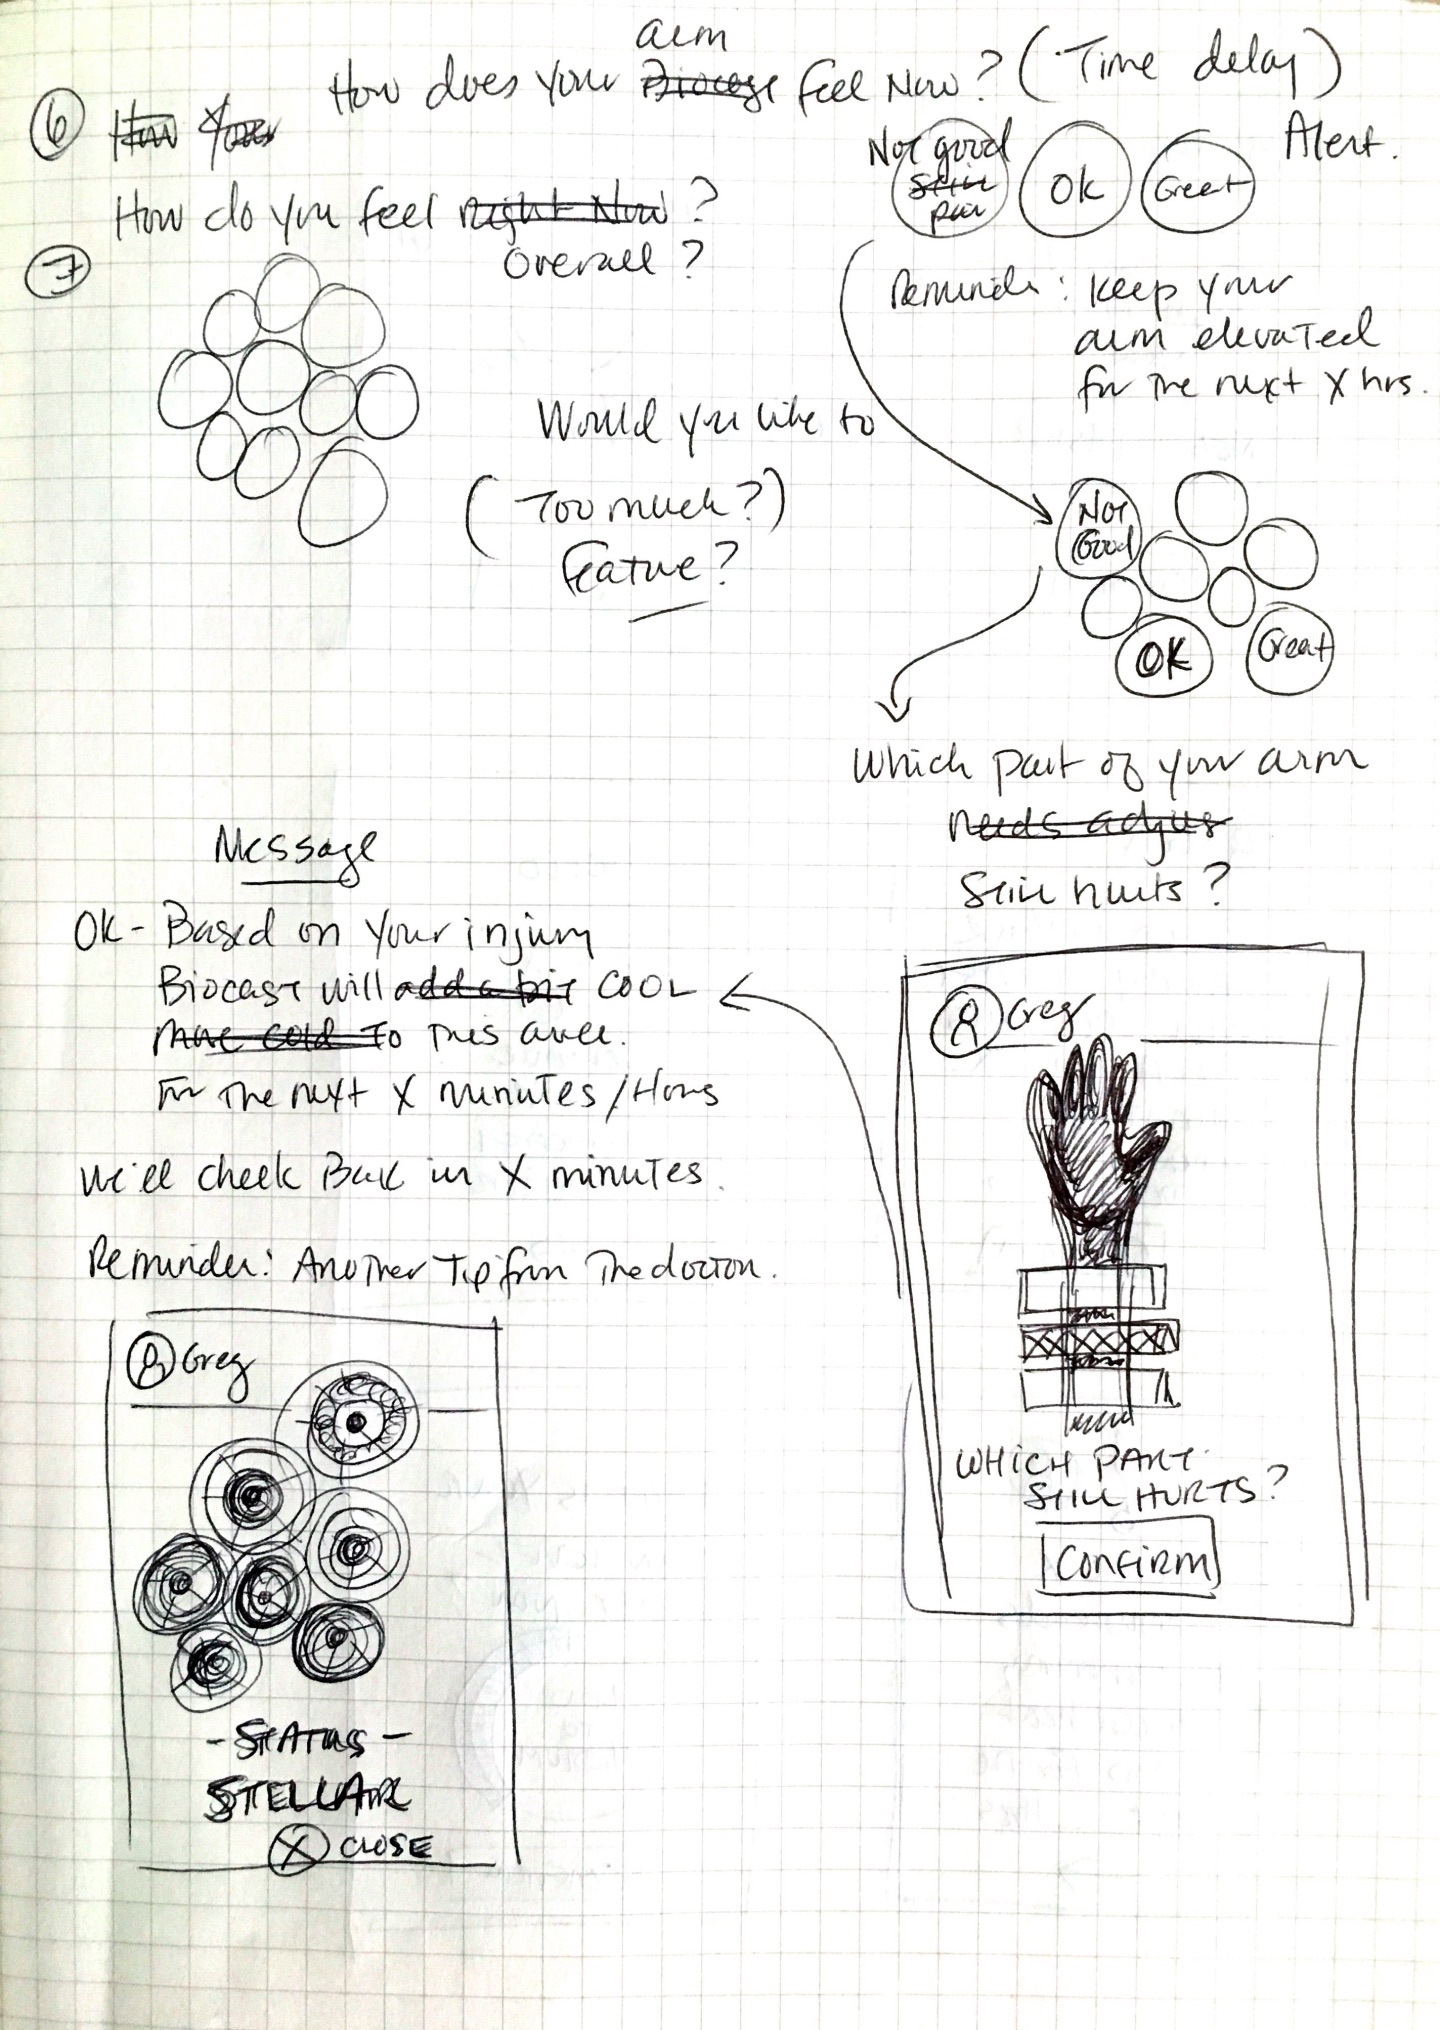 arm
⑥ How does your Biocast feel Now? (Time delay)
How Your
Alert.
Not good
Still
pain
OK
Great
How do you feel right Now?
Overall?
⑦
Reminder: keep your
arm elevated
for the next X hrs.
Would you like to
(Too much?)
feature?
Not
Good
OK
Great
Which part of your arm
needs adjus
still hurts?
Message
OK - Based on your injury
Biocast will add a bit COOL
more cold To This area.
For The next X minutes/Hours
We'll check Back in X minutes.
Reminder: Another Tip from The doctor.
Greg
WHICH PART
STILL HURTS?
CONFIRM
Greg
- STATUS -
STELLAR
X CLOSE